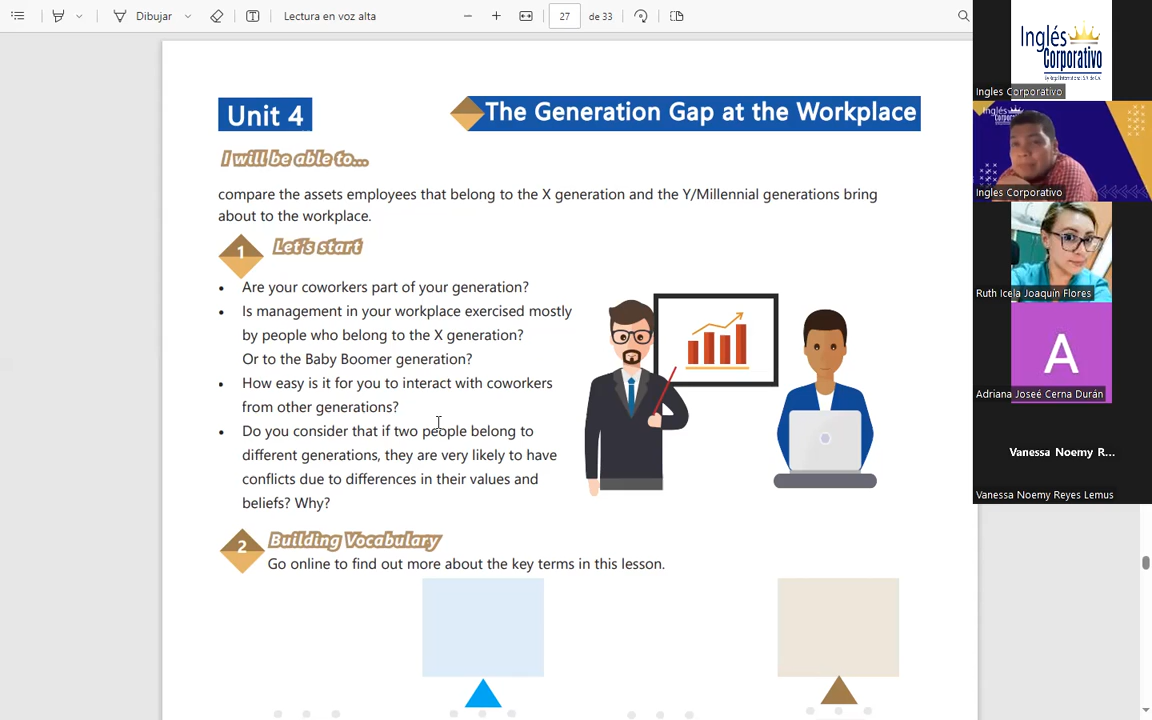 Dibujar
Lectura en voz alta
27
de 33
Unit 4
The Generation Gap at the Workplace
I will be able to...
compare the assets employees that belong to the X generation and the Y/Millennial generations bring
about to the workplace.
1
Let's start
• Are your coworkers part of your generation?
• Is management in your workplace exercised mostly
by people who belong to the X generation?
Or to the Baby Boomer generation?
• How easy is it for you to interact with coworkers
from other generations?
• Do you consider that if two people belong to
different generations, they are very likely to have
conflicts due to differences in their values and
beliefs? Why?
2
Building Vocabulary
Go online to find out more about the key terms in this lesson.
Inglés
Corporativo
Ingles Corporativo
Inglés
Ingles Corporativo
Ruth Icela Joaquín Flores
A
Adriana Joseé Cerna Durán
Vanessa Noemy R...
Vanessa Noemy Reyes Lemus